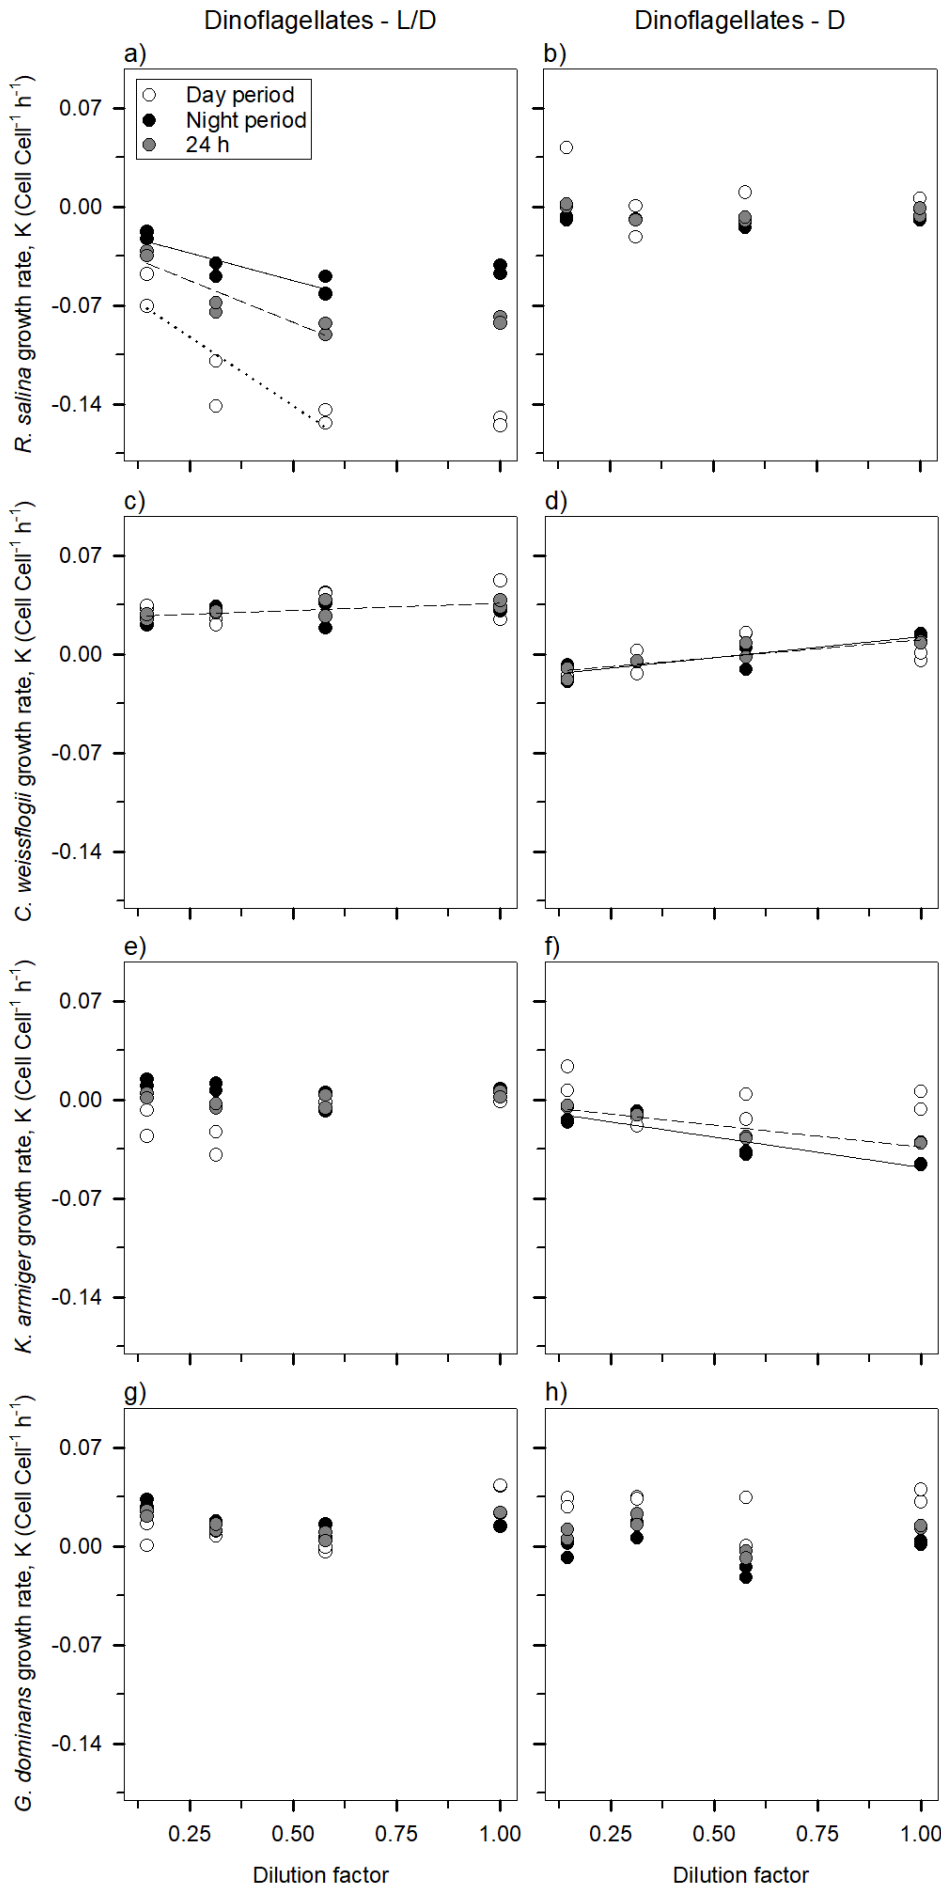 Dinoflagellates - L/D
Dinoflagellates - D
a)
b)
Day period
Night period
24 h
R. salina growth rate, K (Cell Cell⁻¹ h⁻¹)
0.07
0.00
-0.07
-0.14
c)
d)
C. weissflogii growth rate, K (Cell Cell⁻¹ h⁻¹)
0.07
0.00
-0.07
-0.14
e)
f)
K. armiger growth rate, K (Cell Cell⁻¹ h⁻¹)
0.07
0.00
-0.07
-0.14
g)
h)
G. dominans growth rate, K (Cell Cell⁻¹ h⁻¹)
0.07
0.00
-0.07
-0.14
0.25 0.50 0.75 1.00
0.25 0.50 0.75 1.00
Dilution factor
Dilution factor